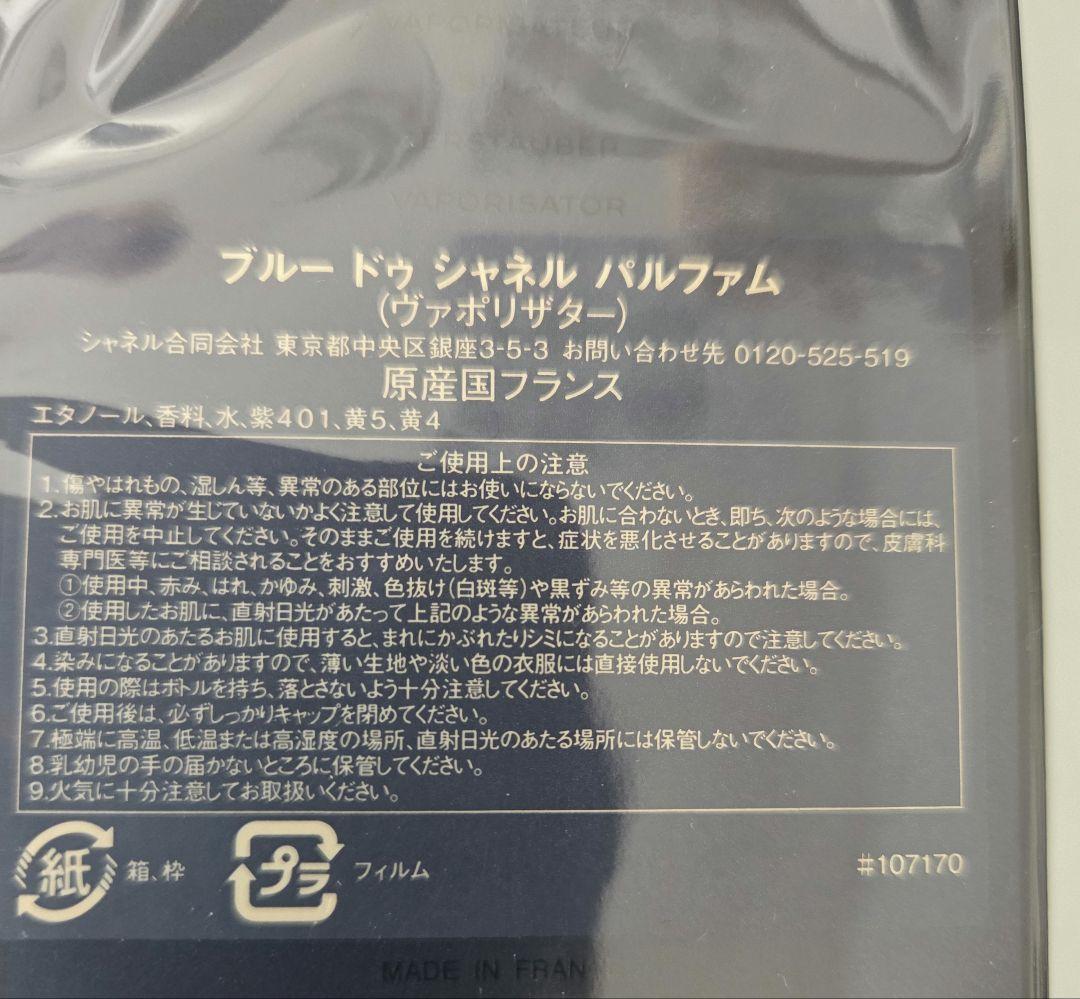 VAPORISATEUR
ZERSTÄUBER
VAPORISATOR
ブルー ドゥ シャネル パルファム
(ヴァポリザター)
シャネル合同会社 東京都中央区銀座3-5-3 お問い合わせ先 0120-525-519
原産国フランス
エタノール、香料、水、紫401、黄5、黄4
ご使用上の注意
1.傷やはれもの、湿しん等、異常のある部位にはお使いにならないでください。
2.お肌に異常が生じていないかよく注意して使用してください。お肌に合わないとき、即ち、次のような場合には、
ご使用を中止してください。そのままご使用を続けますと、症状を悪化させることがありますので、皮膚科
専門医等にご相談されることをおすすめいたします。
①使用中、赤み、はれ、かゆみ、刺激、色抜け(白斑等)や黒ずみ等の異常があらわれた場合。
②使用したお肌に、直射日光があたって上記のような異常があらわれた場合。
3.直射日光のあたるお肌に使用すると、まれにかぶれたりシミになることがありますので注意してください。
4.染みになることがありますので、薄い生地や淡い色の衣服には直接使用しないでください。
5.使用の際はボトルを持ち、落とさないよう十分注意してください。
6.ご使用後は、必ずしっかりキャップを閉めてください。
7.極端に高温、低温または高湿度の場所、直射日光のあたる場所には保管しないでください。
8.乳幼児の手の届かないところに保管してください。
9.火気に十分注意してお取扱いください。
紙 箱、枠 プラ フィルム #107170
MADE IN FRAN